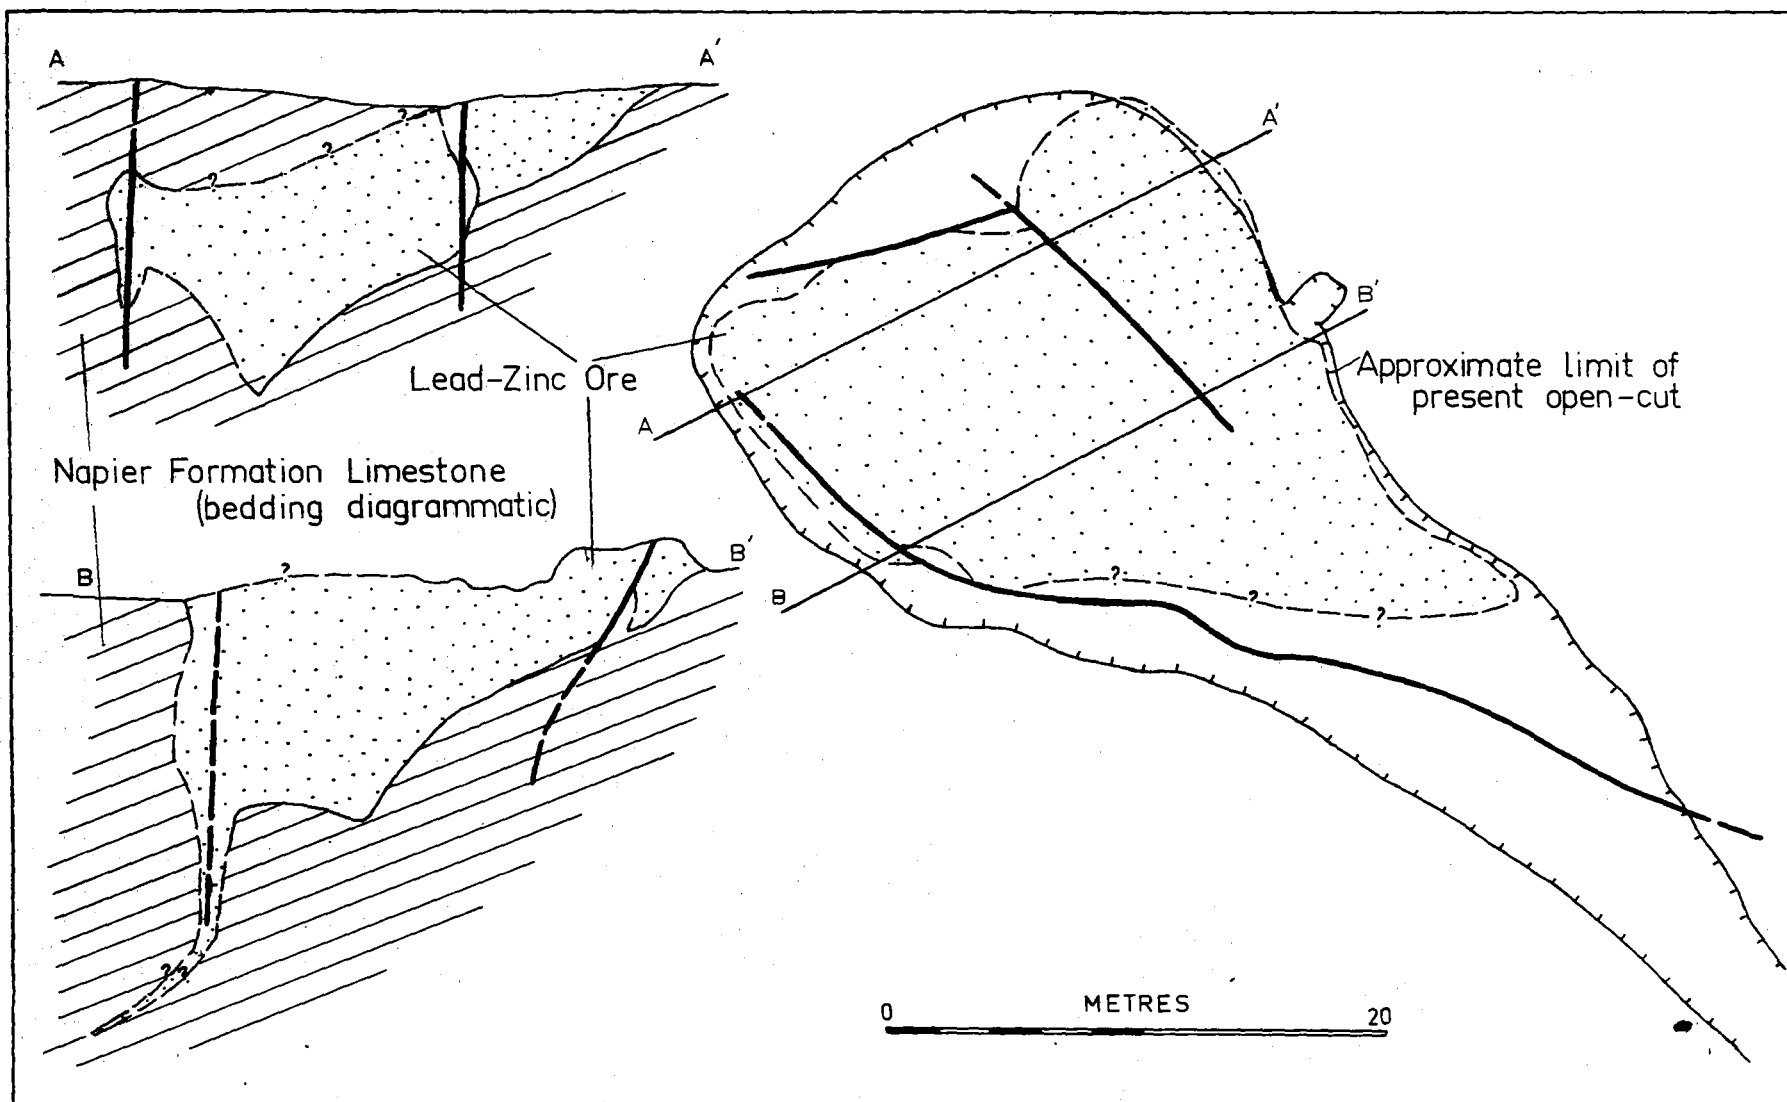 A A′
? ? ?
Lead-Zinc Ore
Napier Formation Limestone
(bedding diagrammatic)
B B′
?
? ?
A′
B′
Approximate limit of
present open-cut
A
B
? ? ?
METRES
0 20